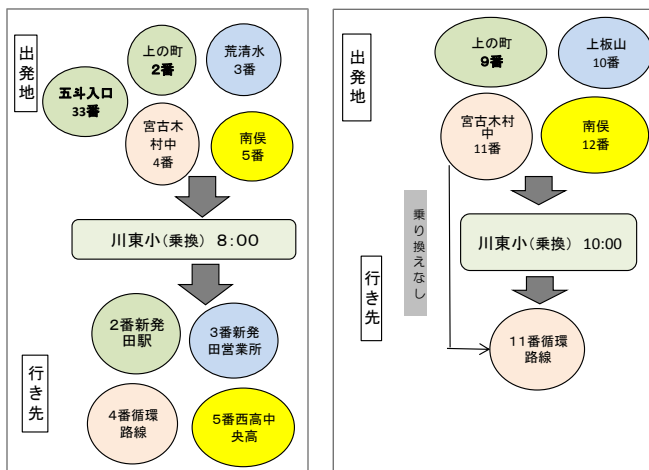 出発地
上の町
2番
荒清水
3番
五斗入口
33番
宮古木
村中
4番
南俣
5番
川東小(乗換) 8:00
行き先
2番新発
田駅
3番新発
田営業所
4番循環
路線
5番西高中
央高
出発地
上の町
9番
上板山
10番
宮古木村
中
11番
南俣
12番
乗り換えなし
川東小(乗換) 10:00
行き先
11番循環
路線